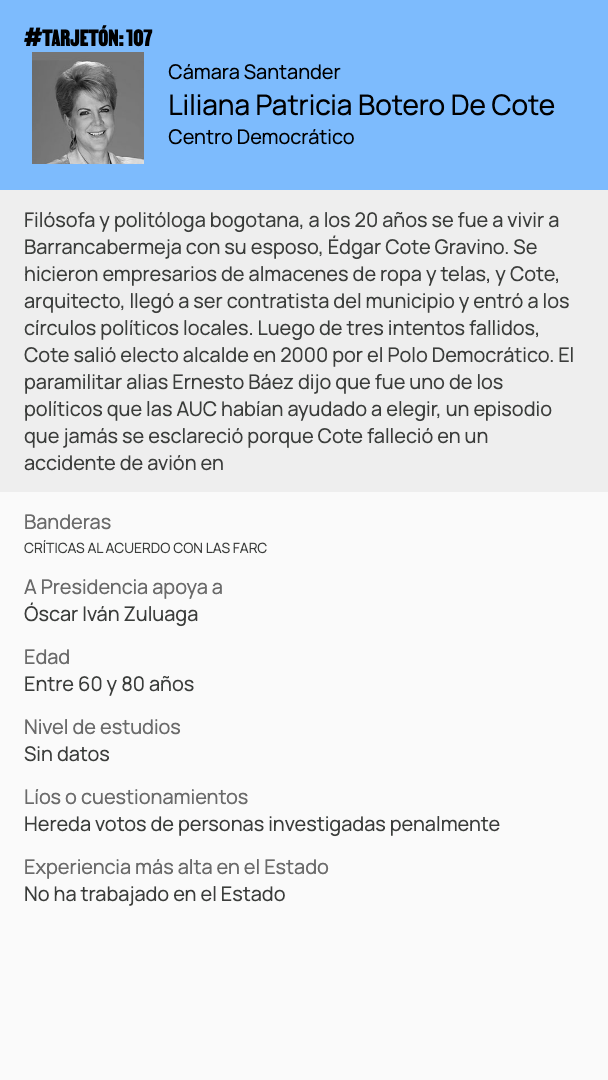 #TARJETÓN: 107
Cámara Santander
Liliana Patricia Botero De Cote
Centro Democrático
Filósofa y politóloga bogotana, a los 20 años se fue a vivir a
Barrancabermeja con su esposo, Édgar Cote Gravino. Se
hicieron empresarios de almacenes de ropa y telas, y Cote,
arquitecto, llegó a ser contratista del municipio y entró a los
círculos políticos locales. Luego de tres intentos fallidos,
Cote salió electo alcalde en 2000 por el Polo Democrático. El
paramilitar alias Ernesto Báez dijo que fue uno de los
políticos que las AUC habían ayudado a elegir, un episodio
que jamás se esclareció porque Cote falleció en un
accidente de avión en
Banderas
CRÍTICAS AL ACUERDO CON LAS FARC
A Presidencia apoya a
Óscar Iván Zuluaga
Edad
Entre 60 y 80 años
Nivel de estudios
Sin datos
Líos o cuestionamientos
Hereda votos de personas investigadas penalmente
Experiencia más alta en el Estado
No ha trabajado en el Estado